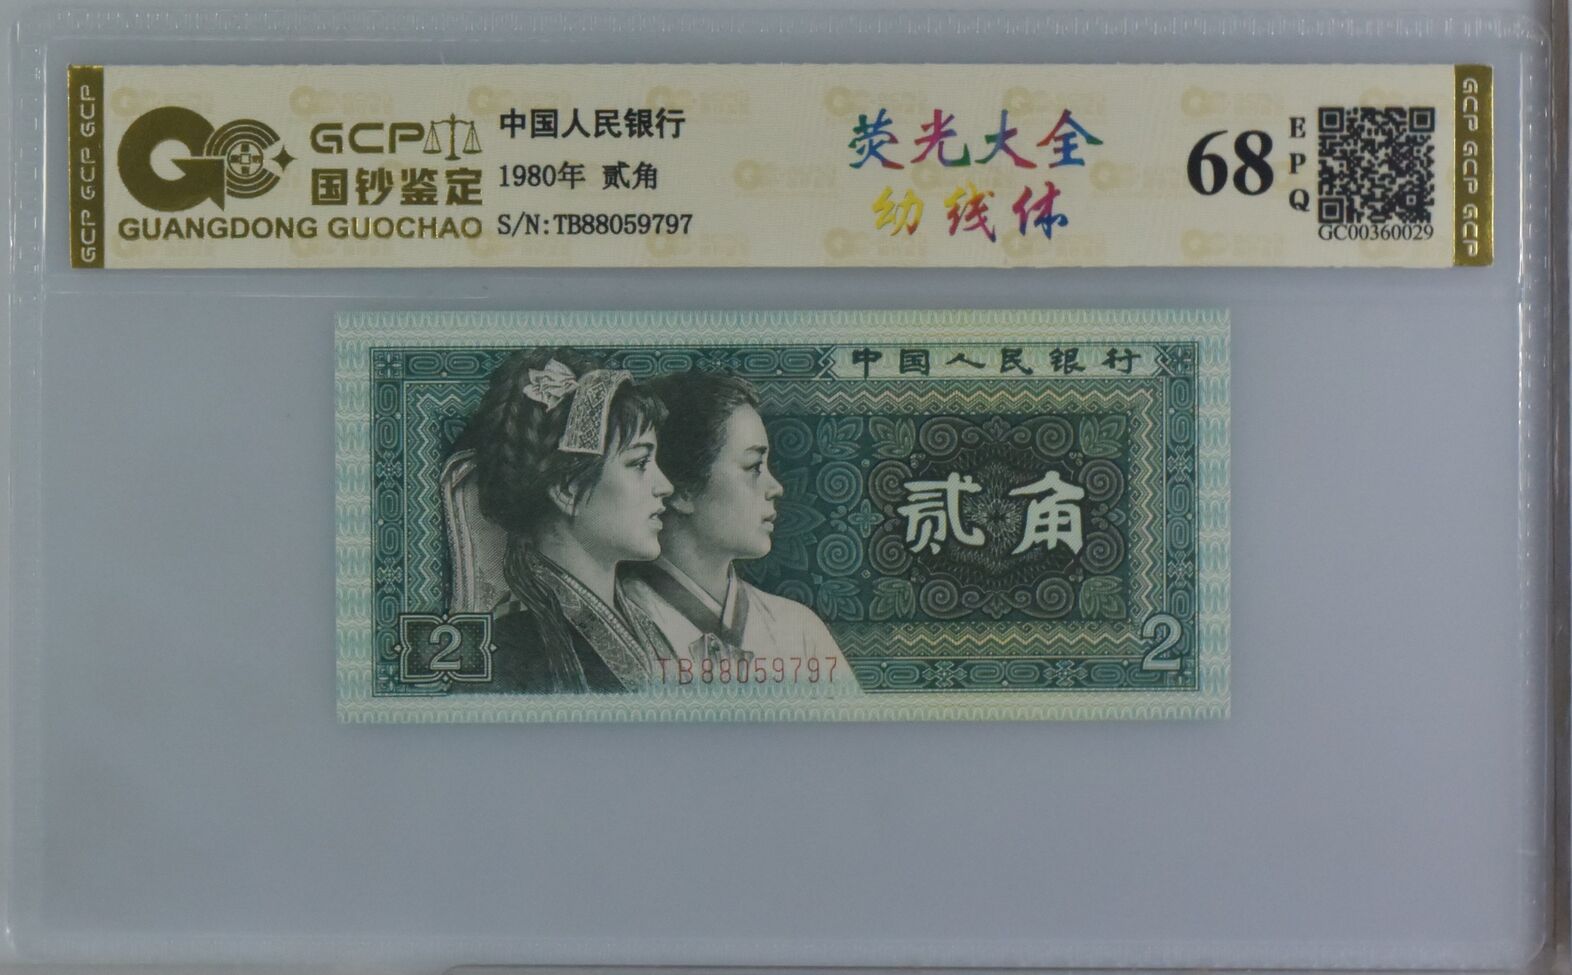 GCP GCP GCP
GCP
国钞鉴定
GUANGDONG GUOCHAO
中国人民银行
1980年 贰角
S/N:TB88059797
荧光大全
幼线体
68
EPQ
GC00360029
GCP GCP GCP
中国人民银行
贰角
2
2
TB88059797